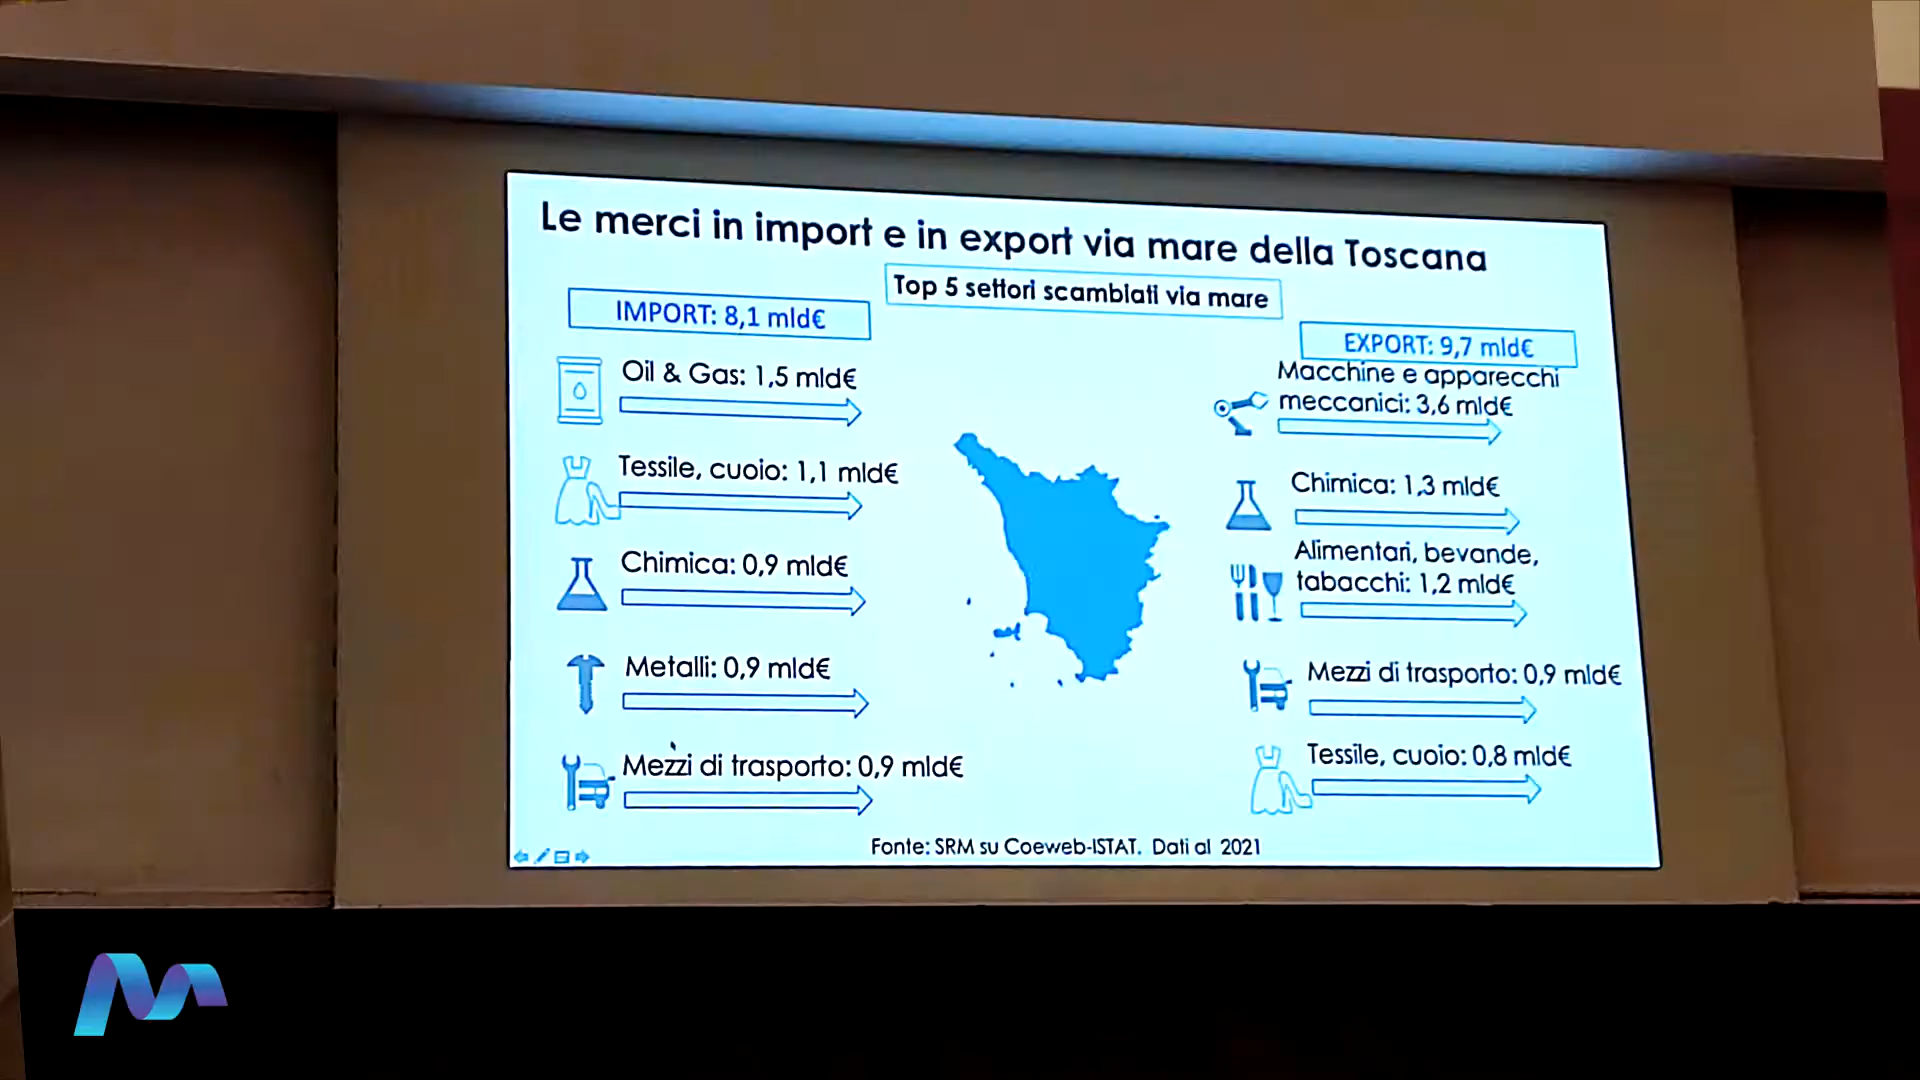 Le merci in import e in export via mare della Toscana
Top 5 settori scambiati via mare
IMPORT: 8,1 mld€
Oil & Gas: 1,5 mld€
Tessile, cuoio: 1,1 mld€
Chimica: 0,9 mld€
Metalli: 0,9 mld€
Mezzi di trasporto: 0,9 mld€
EXPORT: 9,7 mld€
Macchine e apparecchi
meccanici: 3,6 mld€
Chimica: 1,3 mld€
Alimentari, bevande,
tabacchi: 1,2 mld€
Mezzi di trasporto: 0,9 mld€
Tessile, cuoio: 0,8 mld€
Fonte: SRM su Coeweb-ISTAT. Dati al 2021